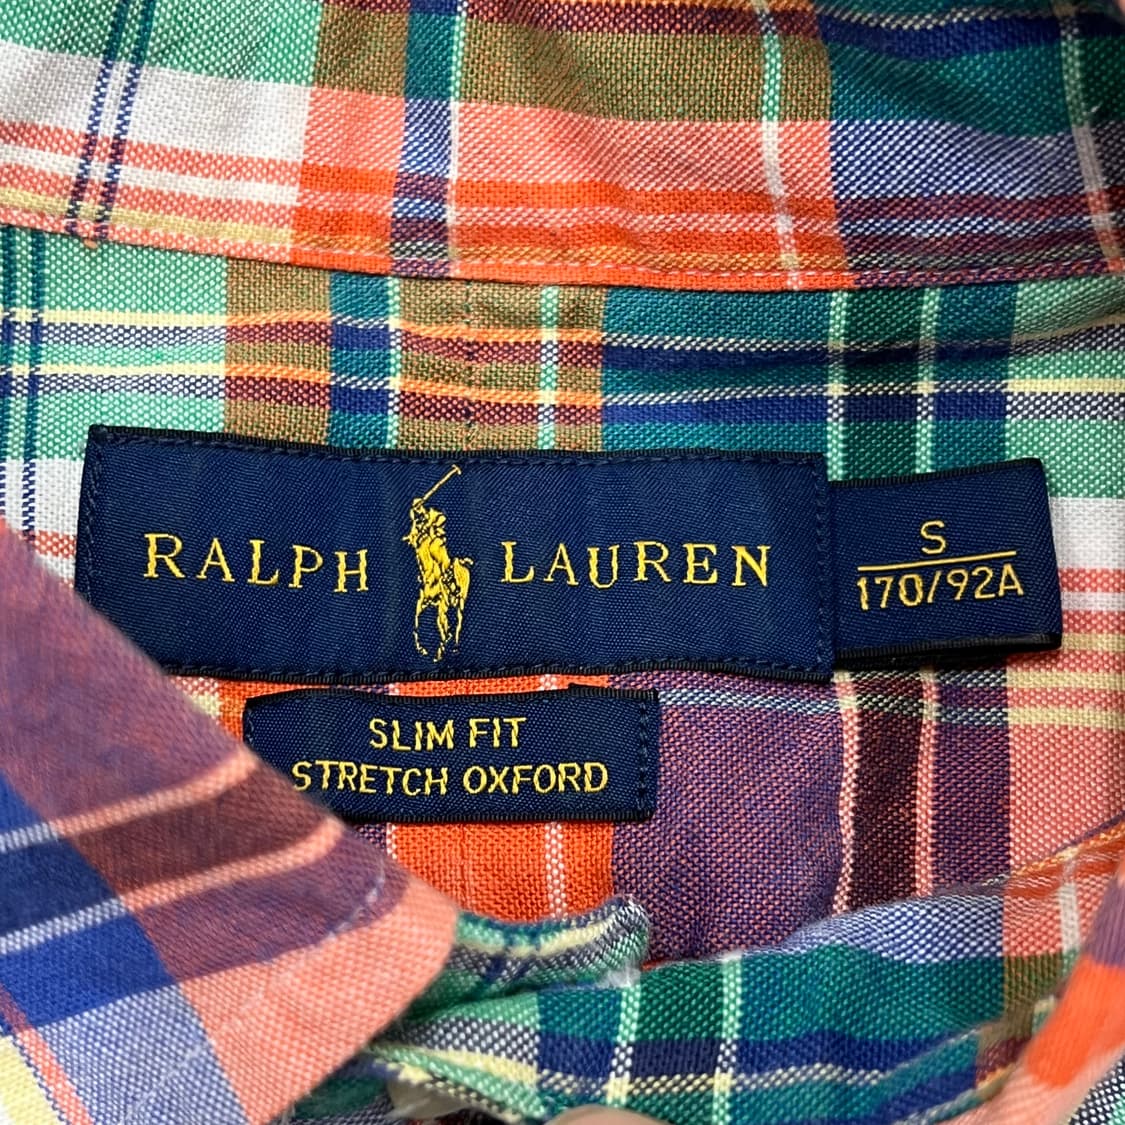 RALPH LAUREN
S
170/92A
SLIM FIT
STRETCH OXFORD